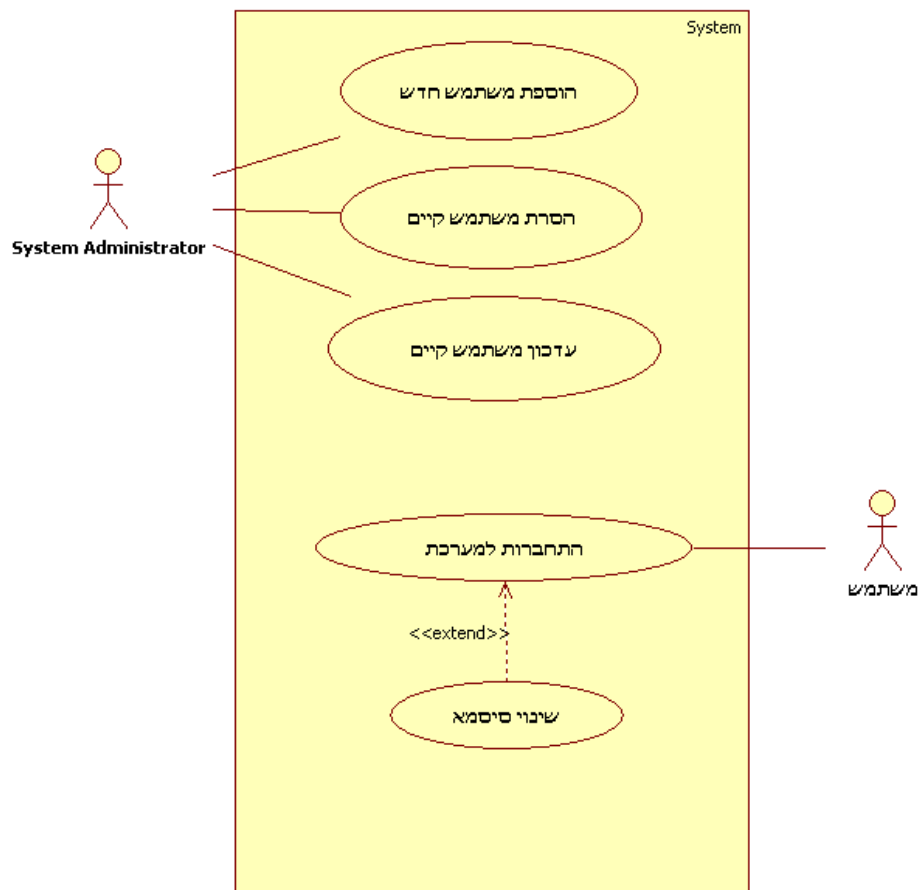 System
הוספת משתמש חדש
הסרת משתמש קיים
System Administrator
עדכון משתמש קיים
התחברות למערכת
משתמש
<<extend>>
שינוי סיסמא